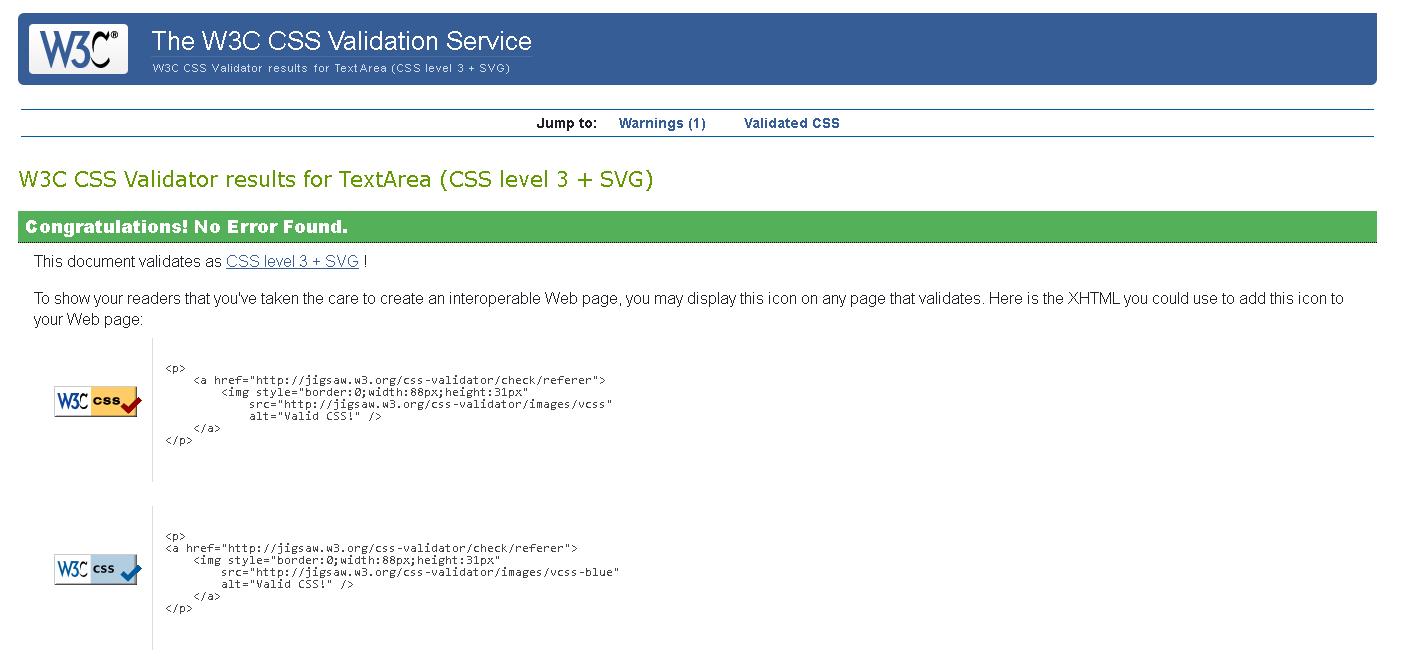 W3C® The W3C CSS Validation Service
W3C CSS Validator results for TextArea (CSS level 3 + SVG)
Jump to: Warnings (1) Validated CSS
W3C CSS Validator results for TextArea (CSS level 3 + SVG)
Congratulations! No Error Found.
This document validates as CSS level 3 + SVG !
To show your readers that you've taken the care to create an interoperable Web page, you may display this icon on any page that validates. Here is the XHTML you could use to add this icon to
your Web page:
W3C css
<p>
<a href="http://jigsaw.w3.org/css-validator/check/referer">
<img style="border:0;width:88px;height:31px"
src="http://jigsaw.w3.org/css-validator/images/vcss"
alt="Valid CSS!" />
</a>
</p>
W3C css
<p>
<a href="http://jigsaw.w3.org/css-validator/check/referer">
<img style="border:0;width:88px;height:31px"
src="http://jigsaw.w3.org/css-validator/images/vcss-blue"
alt="Valid CSS!" />
</a>
</p>